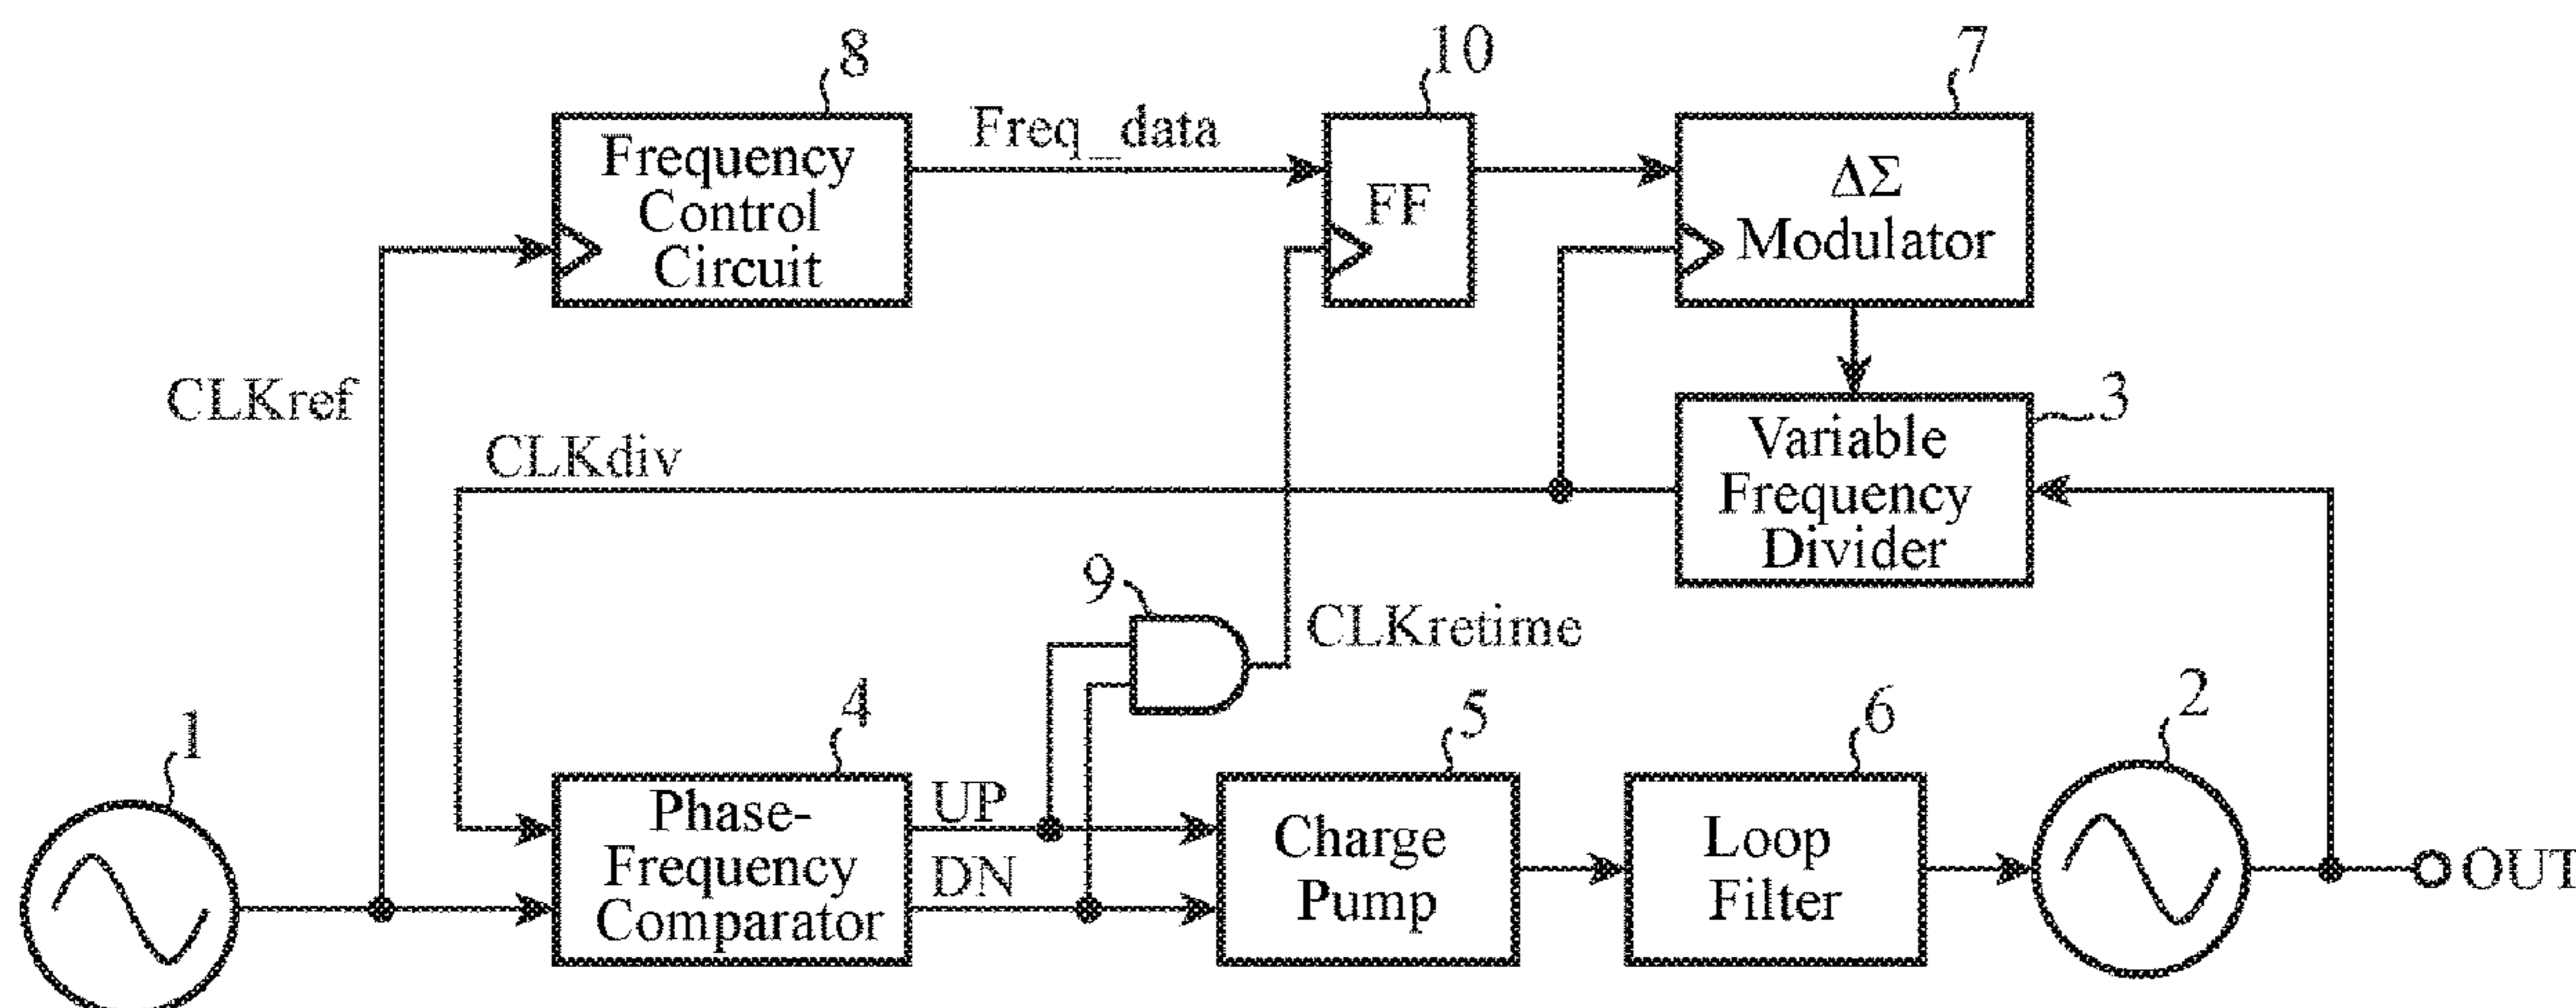 8
10
7
Frequency
Control
Circuit
Freq_data
FF
ΔΣ
Modulator
CLKref
CLKdiv
3
Variable
Frequency
Divider
9
CLKretime
1
4
5
6
2
Phase-
Frequency
Comparator
UP
DN
Charge
Pump
Loop
Filter
OUT